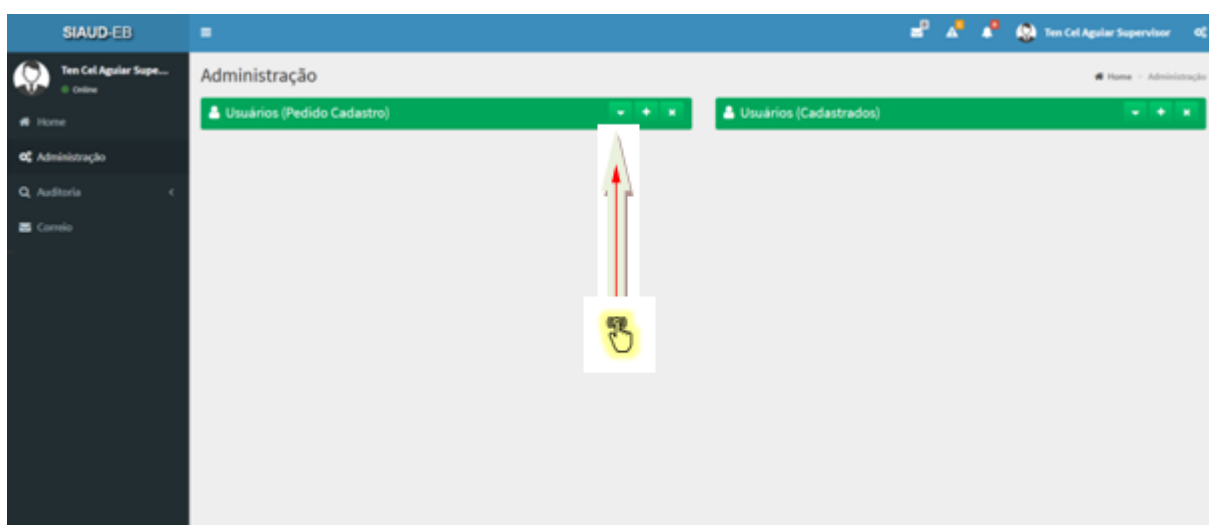 SIAUD-EB
Ten Cel Aguiar Supervisor
Ten Cel Aguiar Supe...
Online
Administração
Home
Administração
Usuários (Pedido Cadastro)
Usuários (Cadastrados)
Home
Administração
Auditoria
Correio